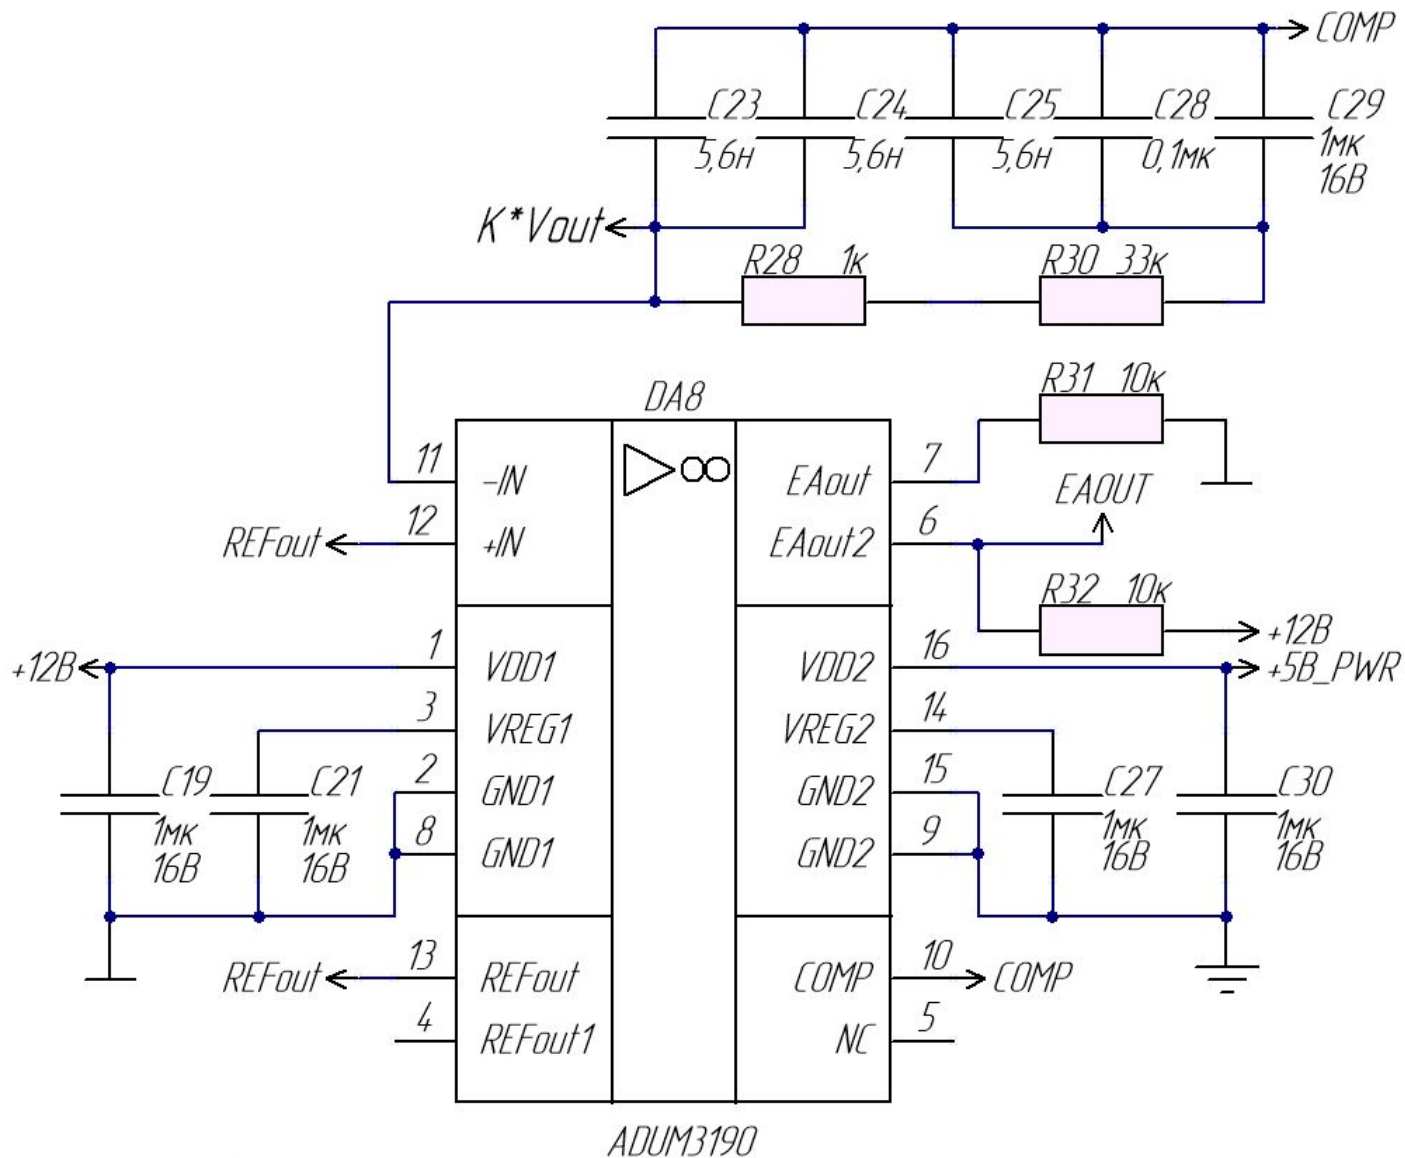 COMP
C23
5,6н
C24
5,6н
C25
5,6н
C28
0,1мк
C29
1мк
16В
K*Vout
R28 1к
R30 33к
R31 10к
DA8
11
-IN
12
+IN
REFout
EAout
7
EAout2
6
EAOUT
R32 10к
+12В
+12В
1
VDD1
VDD2
16
+5В_PWR
3
VREG1
VREG2
14
2
GND1
GND2
15
8
GND1
GND2
9
C19
1мк
16В
C21
1мк
16В
C27
1мк
16В
C30
1мк
16В
REFout
13
REFout
COMP
10
COMP
4
REFout1
NC
5
ADUM3190